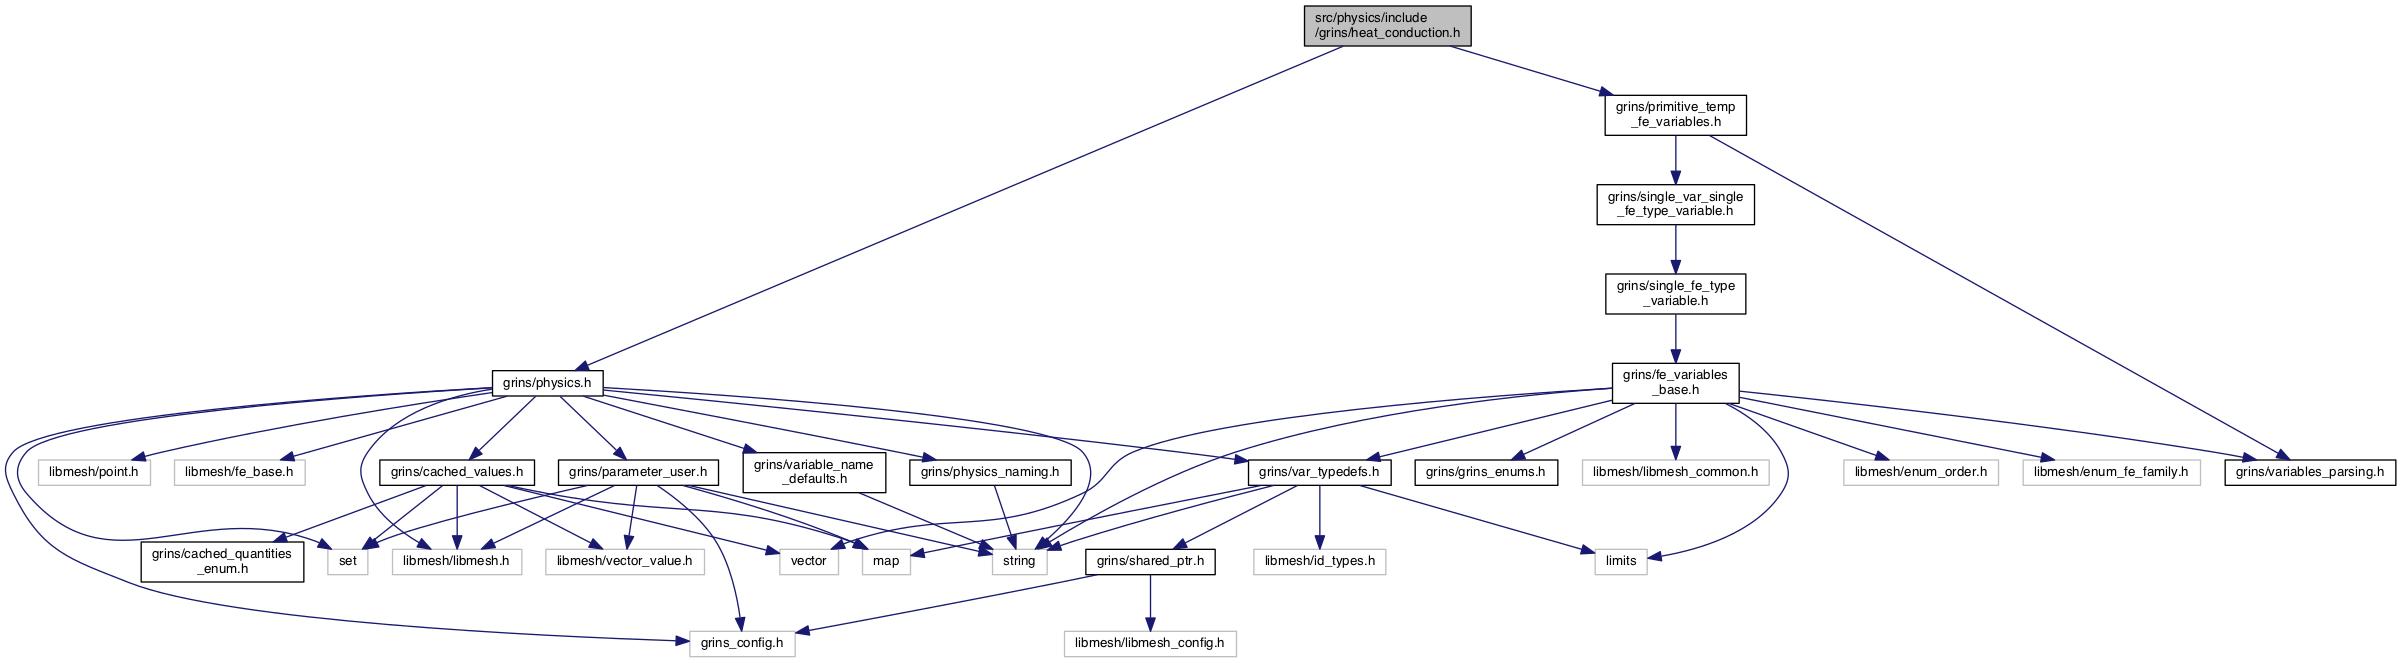 src/physics/include
/grins/heat_conduction.h
grins/primitive_temp
_fe_variables.h
grins/single_var_single
_fe_type_variable.h
grins/single_fe_type
_variable.h
grins/physics.h
grins/fe_variables
_base.h
libmesh/point.h
libmesh/fe_base.h
grins/cached_values.h
grins/parameter_user.h
grins/variable_name
_defaults.h
grins/physics_naming.h
grins/var_typedefs.h
grins/grins_enums.h
libmesh/libmesh_common.h
libmesh/enum_order.h
libmesh/enum_fe_family.h
grins/variables_parsing.h
grins/cached_quantities
_enum.h
set
libmesh/libmesh.h
libmesh/vector_value.h
vector
map
string
grins/shared_ptr.h
libmesh/id_types.h
limits
grins_config.h
libmesh/libmesh_config.h